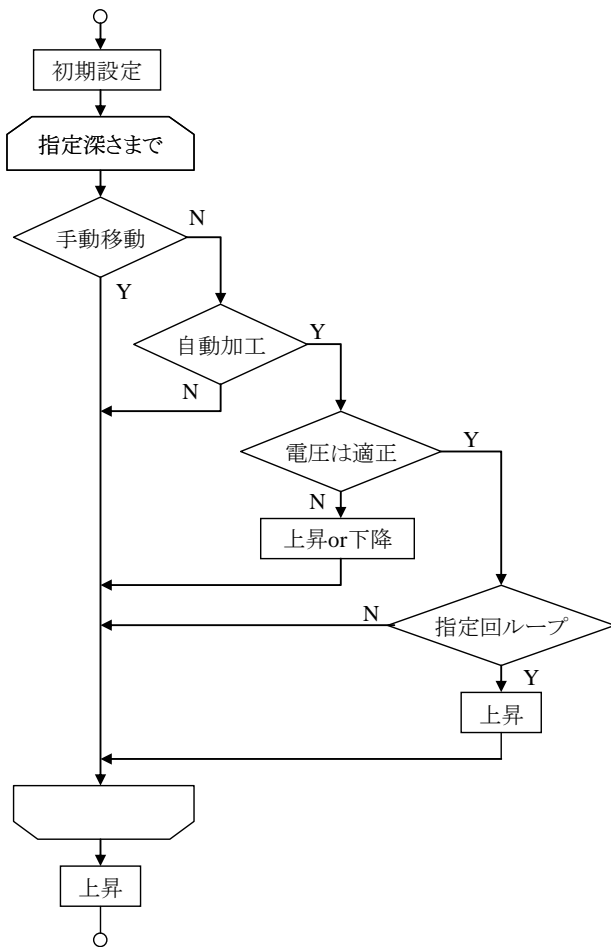 初期設定
指定深さまで
手動移動
N
Y
自動加工
Y
N
電圧は適正
Y
N
上昇or下降
指定回ループ
N
Y
上昇
上昇